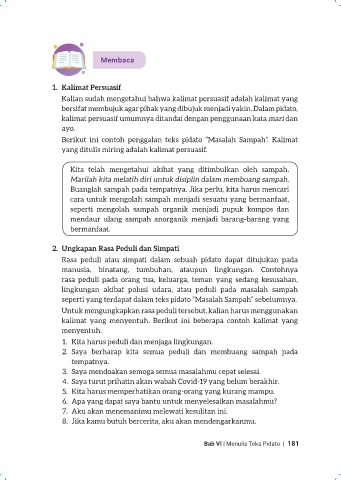 Membaca
1. Kalimat Persuasif
Kalian sudah mengetahui bahwa kalimat persuasif adalah kalimat yang
bersifat membujuk agar pihak yang dibujuk menjadi yakin. Dalam pidato,
kalimat persuasif umumnya ditandai dengan penggunaan kata mari dan
ayo.
Berikut ini contoh penggalan teks pidato “Masalah Sampah”. Kalimat
yang ditulis miring adalah kalimat persuasif.
Kita telah mengetahui akibat yang ditimbulkan oleh sampah.
Marilah kita melatih diri untuk disiplin dalam membuang sampah.
Buanglah sampah pada tempatnya. Jika perlu, kita harus mencari
cara untuk mengolah sampah menjadi sesuatu yang bermanfaat,
seperti mengolah sampah organik menjadi pupuk kompos dan
mendaur ulang sampah anorganik menjadi barang-barang yang
bermanfaat.
2. Ungkapan Rasa Peduli dan Simpati
Rasa peduli atau simpati dalam sebuah pidato dapat ditujukan pada
manusia, binatang, tumbuhan, ataupun lingkungan. Contohnya
rasa peduli pada orang tua, keluarga, teman yang sedang kesusahan,
lingkungan akibat polusi udara, atau peduli pada masalah sampah
seperti yang terdapat dalam teks pidato “Masalah Sampah” sebelumnya.
Untuk mengungkapkan rasa peduli tersebut, kalian harus menggunakan
kalimat yang menyentuh. Berikut ini beberapa contoh kalimat yang
menyentuh.
1. Kita harus peduli dan menjaga lingkungan.
2. Saya berharap kita semua peduli dan membuang sampah pada
tempatnya.
3. Saya mendoakan semoga semua masalahmu cepat selesai.
4. Saya turut prihatin akan wabah Covid-19 yang belum berakhir.
5. Kita harus memperhatikan orang-orang yang kurang mampu.
6. Apa yang dapat saya bantu untuk menyelesaikan masalahmu?
7. Aku akan menemanimu melewati kesulitan ini.
8. Jika kamu butuh bercerita, aku akan mendengarkanmu.
Bab VI | Menulis Teks Pidato | 181